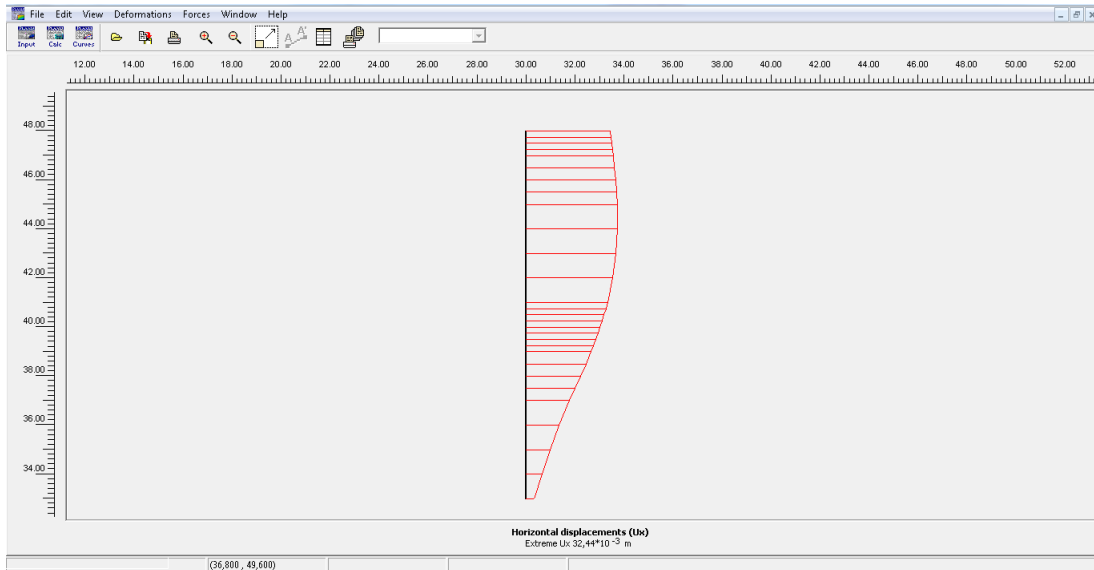 File Edit View Deformations Forces Window Help
Input Calc Curves
12.00 14.00 16.00 18.00 20.00 22.00 24.00 26.00 28.00 30.00 32.00 34.00 36.00 38.00 40.00 42.00 44.00 46.00 48.00 50.00 52.00
48.00
46.00
44.00
42.00
40.00
38.00
36.00
34.00
Horizontal displacements (Ux)
Extreme Ux 32,44*10 -3 m
(36,800 , 49,600)